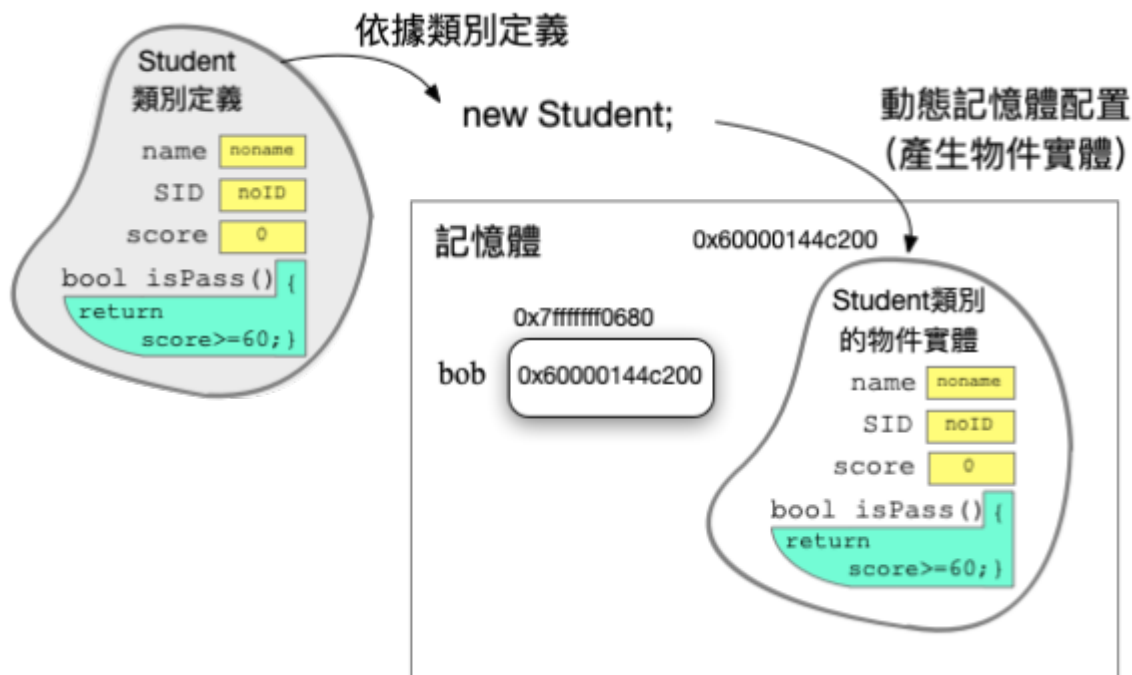 Student
類別定義
name noname
SID noID
score 0
bool isPass() {
return
score>=60;}
依據類別定義
new Student;
動態記憶體配置
(產生物件實體)
記憶體
0x60000144c200
0x7fffffff0680
bob 0x60000144c200
Student類別
的物件實體
name noname
SID noID
score 0
bool isPass() {
return
score>=60;}